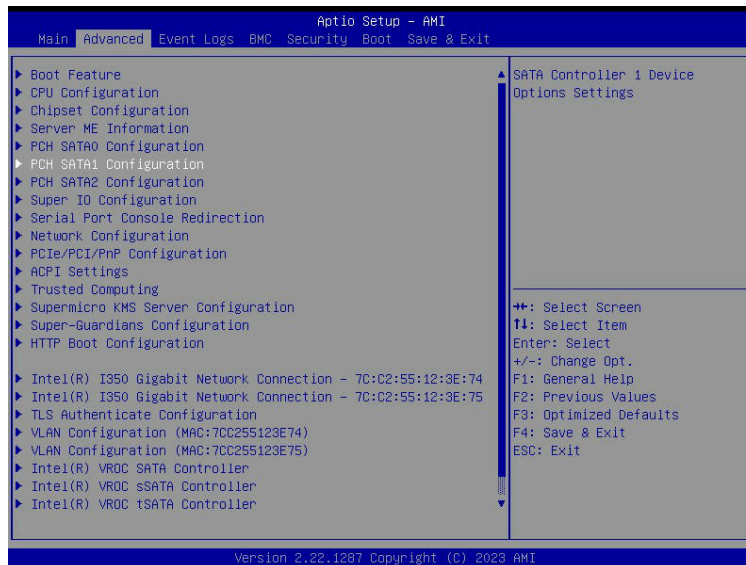 Aptio Setup - AMI
Main Advanced Event Logs BMC Security Boot Save & Exit
Boot Feature
CPU Configuration
Chipset Configuration
Server ME Information
PCH SATA0 Configuration
PCH SATA1 Configuration
PCH SATA2 Configuration
Super IO Configuration
Serial Port Console Redirection
Network Configuration
PCIe/PCI/PnP Configuration
ACPI Settings
Trusted Computing
Supermicro KMS Server Configuration
Super-Guardians Configuration
HTTP Boot Configuration
Intel(R) I350 Gigabit Network Connection - 7C:C2:55:12:3E:74
Intel(R) I350 Gigabit Network Connection - 7C:C2:55:12:3E:75
TLS Authenticate Configuration
VLAN Configuration (MAC:7CC255123E74)
VLAN Configuration (MAC:7CC255123E75)
Intel(R) VROC SATA Controller
Intel(R) VROC sSATA Controller
Intel(R) VROC tSATA Controller
SATA Controller 1 Device
Options Settings
→←: Select Screen
↑↓: Select Item
Enter: Select
+/-: Change Opt.
F1: General Help
F2: Previous Values
F3: Optimized Defaults
F4: Save & Exit
ESC: Exit
Version 2.22.1287 Copyright (C) 2023 AMI